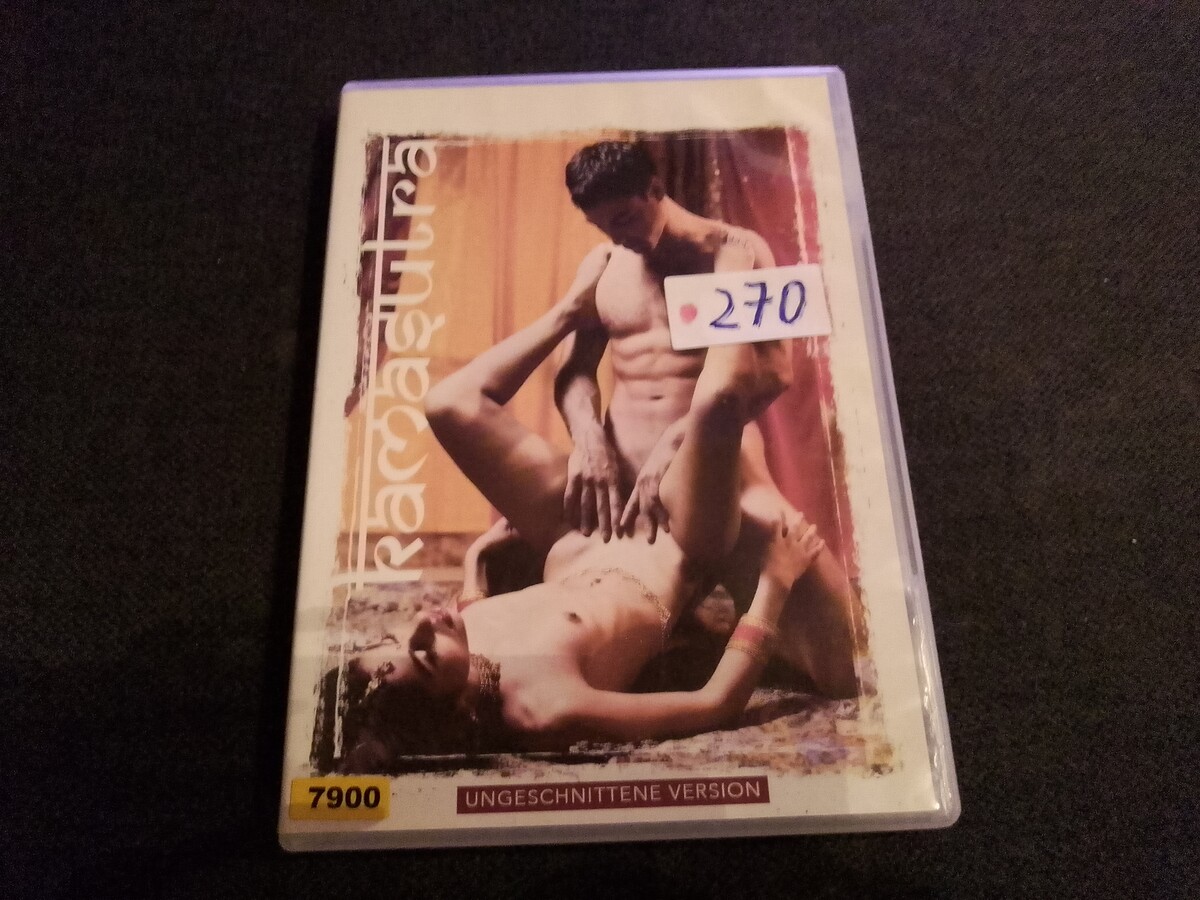 kamasutra
270
7900
UNGESCHNITTENE VERSION